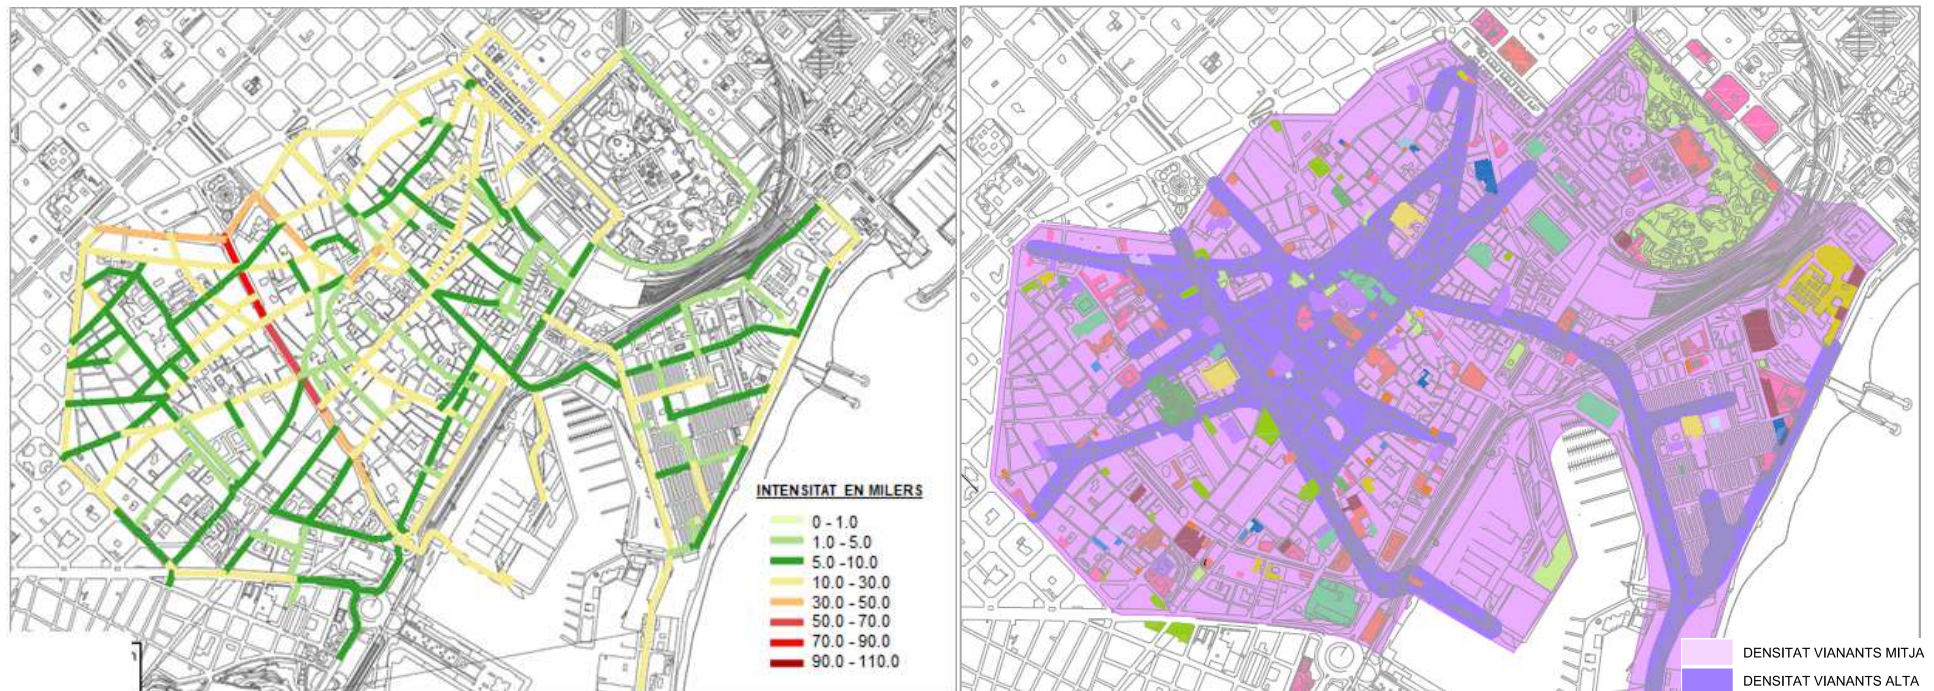 INTENSITAT EN MILERS
0 - 1.0
1.0 - 5.0
5.0 -10.0
10.0 - 30.0
30.0 - 50.0
50.0 - 70.0
70.0 - 90.0
90.0 - 110.0
DENSITAT VIANANTS MITJA
DENSITAT VIANANTS ALTA